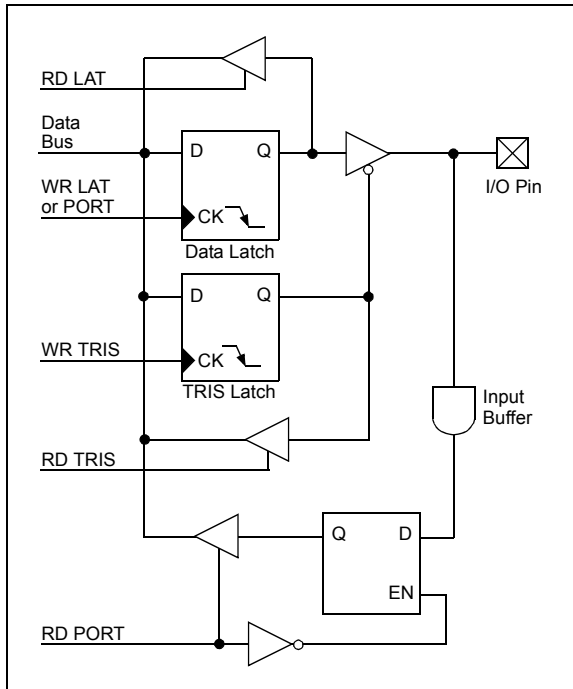 RD LAT
Data
Bus
D Q
WR LAT
or PORT
CK
Data Latch
I/O Pin
D Q
WR TRIS
CK
TRIS Latch
Input
Buffer
RD TRIS
Q D
EN
RD PORT